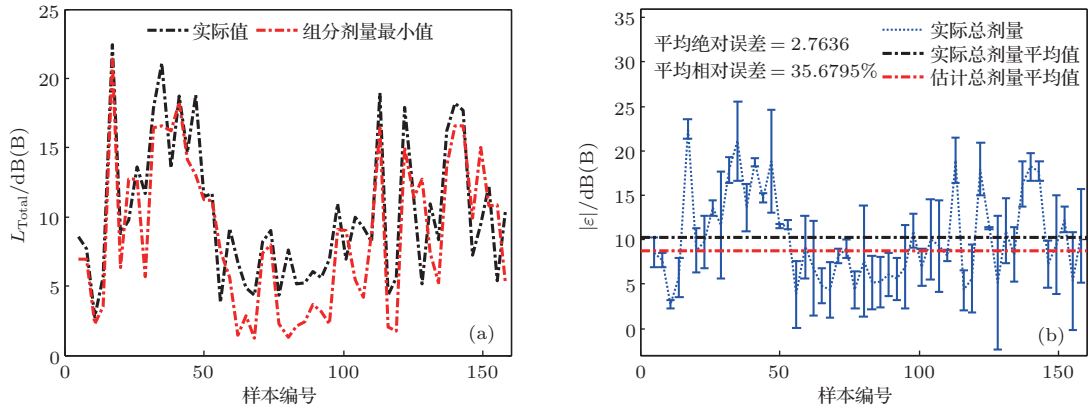 25
20
15
10
5
0
L_Total/dB(B)
实际值
组分剂量最小值
(a)
0
50
100
150
样本编号
35
30
25
20
15
10
5
0
|ε|/dB(B)
平均绝对误差 = 2.7636
平均相对误差 = 35.6795%
实际总剂量
实际总剂量平均值
估计总剂量平均值
(b)
0
50
100
150
样本编号